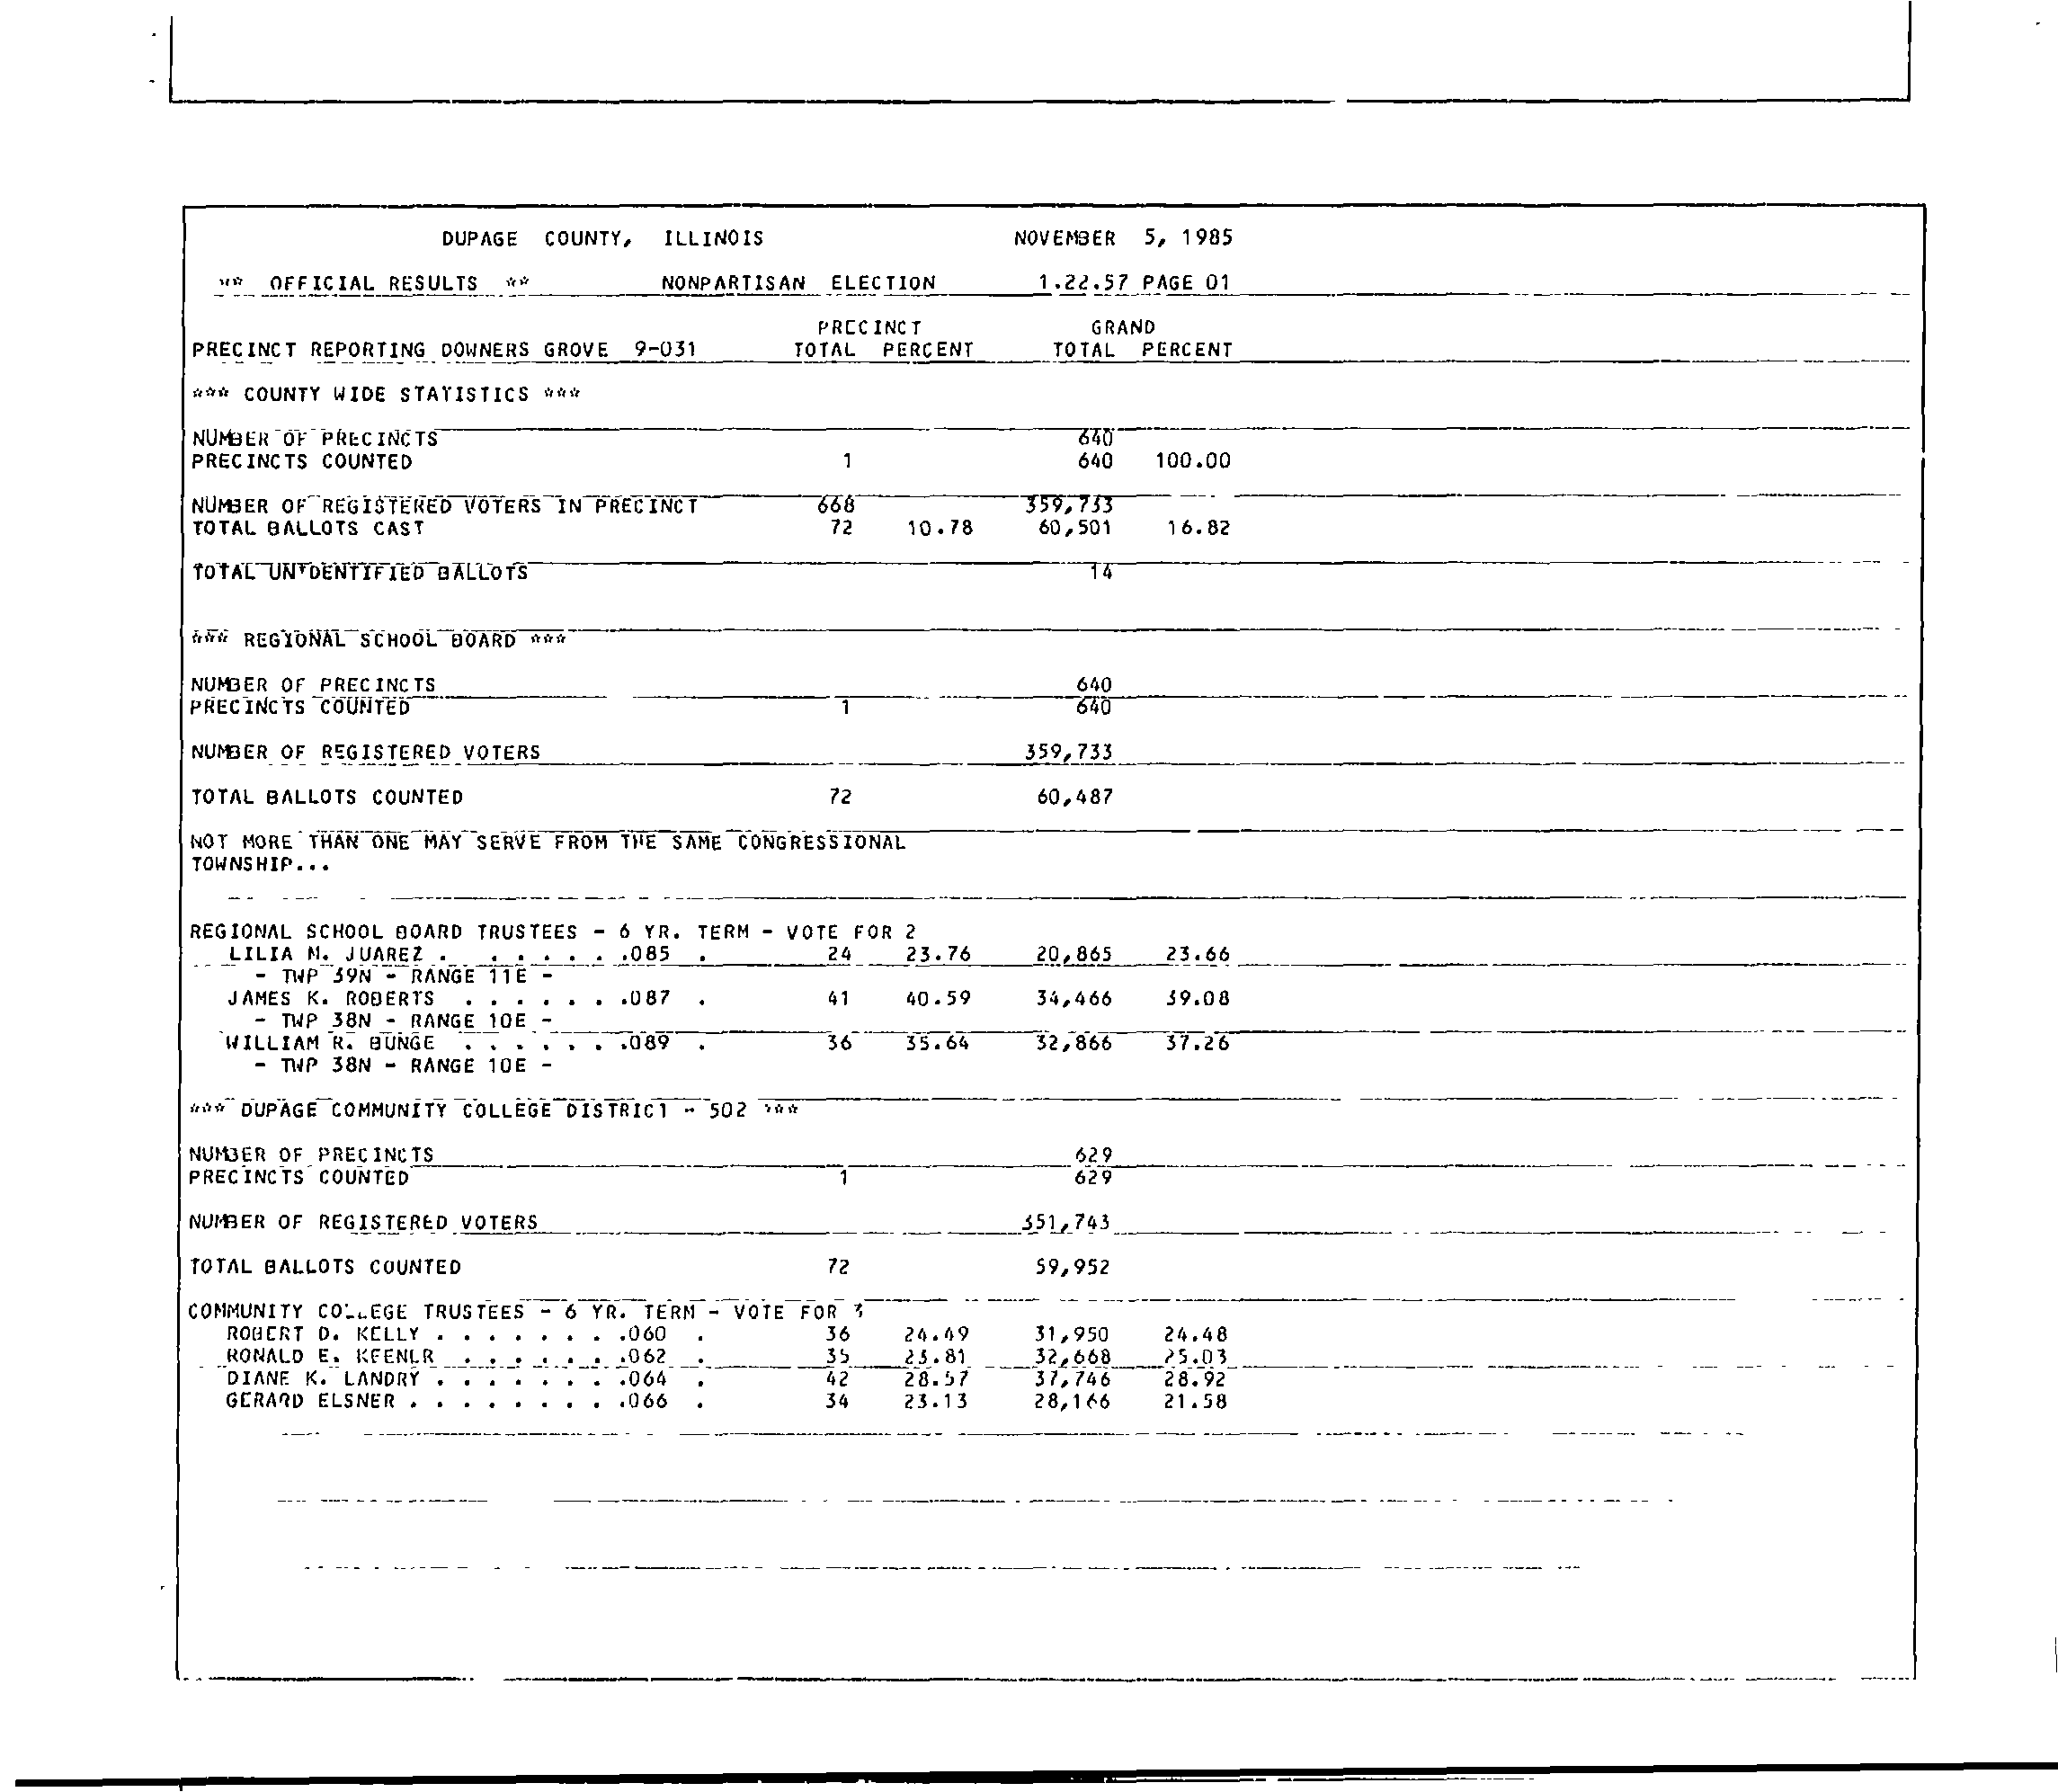 DUPAGE COUNTY, ILLINOIS NOVEMBER 5, 1985
** OFFICIAL RESULTS ** NONPARTISAN ELECTION 1.22.57 PAGE 01
PRECINCT GRAND
PRECINCT REPORTING DOWNERS GROVE 9-031 TOTAL PERCENT TOTAL PERCENT
*** COUNTY WIDE STATISTICS ***
NUMBER OF PRECINCTS 640
PRECINCTS COUNTED 1 640 100.00
NUMBER OF REGISTERED VOTERS IN PRECINCT 668 359,733
TOTAL BALLOTS CAST 72 10.78 60,501 16.82
TOTAL UNIDENTIFIED BALLOTS 14
*** REGIONAL SCHOOL BOARD ***
NUMBER OF PRECINCTS 640
PRECINCTS COUNTED 1 640
NUMBER OF REGISTERED VOTERS 359,733
TOTAL BALLOTS COUNTED 72 60,487
NOT MORE THAN ONE MAY SERVE FROM THE SAME CONGRESSIONAL
TOWNSHIP...
REGIONAL SCHOOL BOARD TRUSTEES - 6 YR. TERM - VOTE FOR 2
LILIA M. JUAREZ . . . . . . .085 . 24 23.76 20,865 23.66
- TWP 39N - RANGE 11E -
JAMES K. ROBERTS . . . . . . .087 . 41 40.59 34,466 39.08
- TWP 38N - RANGE 10E -
WILLIAM R. BUNGE . . . . . . .089 . 36 35.64 32,866 37.26
- TWP 38N - RANGE 10E -
*** DUPAGE COMMUNITY COLLEGE DISTRICT - 502 ***
NUMBER OF PRECINCTS 629
PRECINCTS COUNTED 1 629
NUMBER OF REGISTERED VOTERS 351,743
TOTAL BALLOTS COUNTED 72 59,952
COMMUNITY COLLEGE TRUSTEES - 6 YR. TERM - VOTE FOR 3
ROBERT D. KELLY . . . . . . . .060 . 36 24.49 31,950 24.48
RONALD E. KEENER . . . . . . .062 . 35 23.81 32,668 25.03
DIANE K. LANDRY . . . . . . . .064 . 42 28.57 37,746 28.92
GERARD ELSNER . . . . . . . . .066 . 34 23.13 28,166 21.58